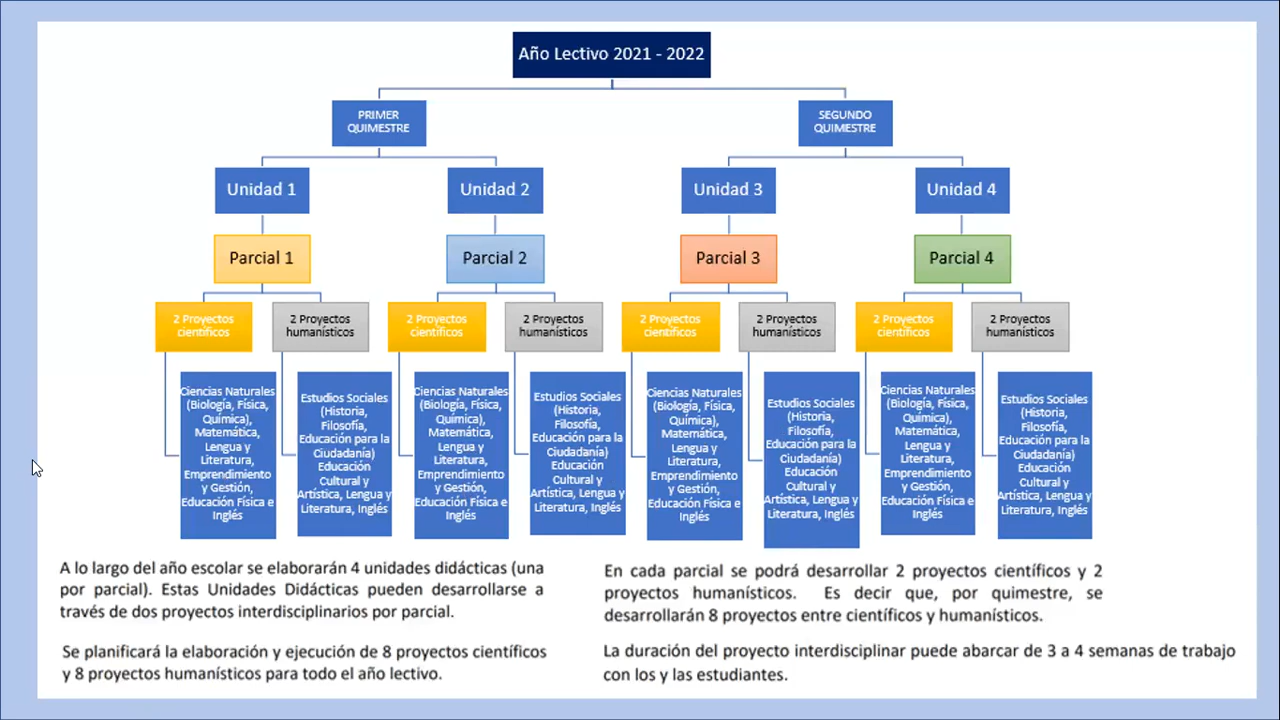 Año Lectivo 2021 - 2022
PRIMER
QUIMESTRE
SEGUNDO
QUIMESTRE
Unidad 1
Unidad 2
Unidad 3
Unidad 4
Parcial 1
Parcial 2
Parcial 3
Parcial 4
2 Proyectos
científicos
2 Proyectos
humanísticos
2 Proyectos
científicos
2 Proyectos
humanísticos
2 Proyectos
científicos
2 Proyectos
humanísticos
2 Proyectos
científicos
2 Proyectos
humanísticos
Ciencias Naturales
(Biología, Física,
Química),
Matemática,
Lengua y
Literatura,
Emprendimiento
y Gestión,
Educación Física e
Inglés
Estudios Sociales
(Historia,
Filosofía,
Educación para la
Ciudadanía)
Educación
Cultural y
Artística, Lengua y
Literatura, Inglés
Ciencias Naturales
(Biología, Física,
Química),
Matemática,
Lengua y
Literatura,
Emprendimiento
y Gestión,
Educación Física e
Inglés
Estudios Sociales
(Historia,
Filosofía,
Educación para la
Ciudadanía)
Educación
Cultural y
Artística, Lengua y
Literatura, Inglés
Ciencias Naturales
(Biología, Física,
Química),
Matemática,
Lengua y
Literatura,
Emprendimiento
y Gestión,
Educación Física e
Inglés
Estudios Sociales
(Historia,
Filosofía,
Educación para la
Ciudadanía)
Educación
Cultural y
Artística, Lengua y
Literatura, Inglés
Ciencias Naturales
(Biología, Física,
Química),
Matemática,
Lengua y
Literatura,
Emprendimiento
y Gestión,
Educación Física e
Inglés
Estudios Sociales
(Historia,
Filosofía,
Educación para la
Ciudadanía)
Educación
Cultural y
Artística, Lengua y
Literatura, Inglés
A lo largo del año escolar se elaborarán 4 unidades didácticas (una
por parcial). Estas Unidades Didácticas pueden desarrollarse a
través de dos proyectos interdisciplinarios por parcial.
Se planificará la elaboración y ejecución de 8 proyectos científicos
y 8 proyectos humanísticos para todo el año lectivo.
En cada parcial se podrá desarrollar 2 proyectos científicos y 2
proyectos humanísticos. Es decir que, por quimestre, se
desarrollarán 8 proyectos entre científicos y humanísticos.
La duración del proyecto interdisciplinar puede abarcar de 3 a 4 semanas de trabajo
con los y las estudiantes.